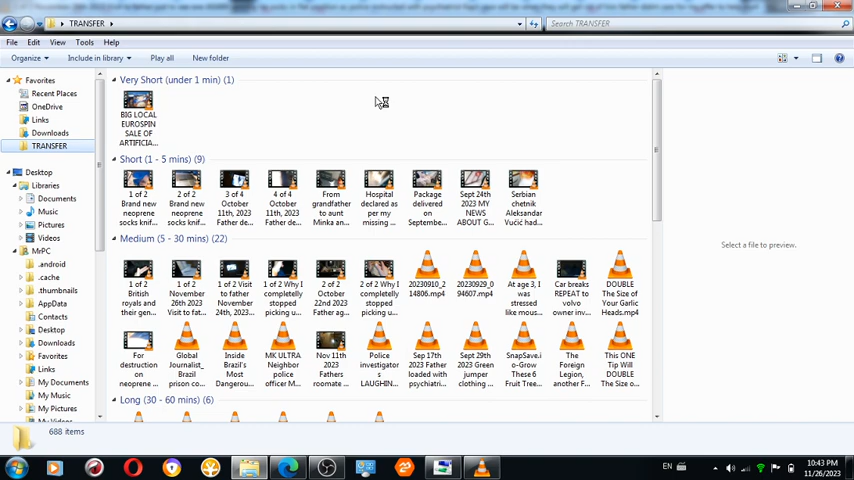 TRANSFER
Search TRANSFER
File Edit View Tools Help
Organize Include in library Play all New folder
Favorites
Recent Places
OneDrive
Links
Downloads
TRANSFER
Desktop
Libraries
Documents
Music
Pictures
Videos
MrPC
.android
.cache
.thumbnails
AppData
Contacts
Desktop
Downloads
Favorites
Links
My Documents
My Music
My Pictures
My Videos
Very Short (under 1 min) (1)
BIG LOCAL
EUROSPIN
SALE OF
ARTIFICIA...
Short (1 - 5 mins) (9)
1 of 2
Brand new
neoprene
socks knif...
2 of 2
Brand new
neoprene
socks knif...
3 of 4
October
11th, 2023
Father de...
4 of 4
October
11th, 2023
Father de...
From
grandfather
to aunt
Minka an...
Hospital
declared as
per my
missing ...
Package
delivered
on
Septembe...
Sept 24th
2023 MY
NEWS
ABOUT G...
Serbian
chetnik
Aleksandar
Vučić had...
Medium (5 - 30 mins) (22)
1 of 2
British
royals and
their gen...
1 of 2
November
26th 2023
Visit to fat...
1 of 2 Visit
to father
November
24th, 2023...
1 of 2 Why I
completely
stopped
picking u...
2 of 2
October
22nd 2023
Father ag...
2 of 2 Why I
completely
stopped
picking u...
20230910_2
14806.mp4
20230929_0
94607.mp4
At age 3, I
was
stressed
like mous...
Car breaks
REPEAT to
volvo
owner inv...
DOUBLE
The Size of
Your Garlic
Heads.mp4
For
destruction
on
neoprene ...
Global
Journalist_
Brazil
prison co...
Inside
Brazil's
Most
Dangerou...
MK ULTRA
Neighbor
police
officer M...
Nov 11th
2023
Fathers
roomate ...
Police
investigator
s
LAUGHIN...
Sep 17th
2023 Father
loaded with
psychiatri...
Sept 29th
2023 Green
jumper
clothing ...
SnapSave.i
o-Grow
These 6
Fruit Tree...
The
Foreign
Legion,
another F...
This ONE
Tip Will
DOUBLE
The Size o...
Long (30 - 60 mins) (6)
Select a file to preview.
688 items
EN
10:43 PM
11/26/2023